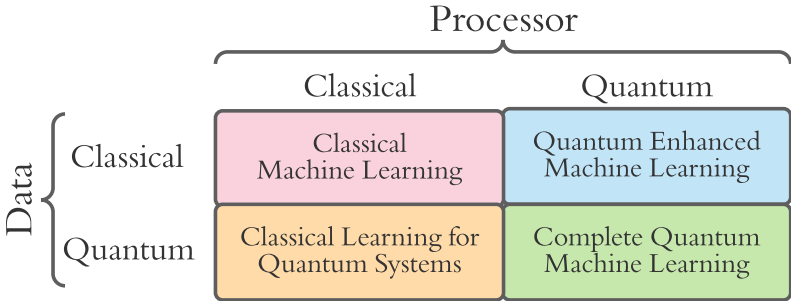 Processor
Classical
Quantum
Data
Classical
Classical
Machine Learning
Quantum Enhanced
Machine Learning
Quantum
Classical Learning for
Quantum Systems
Complete Quantum
Machine Learning